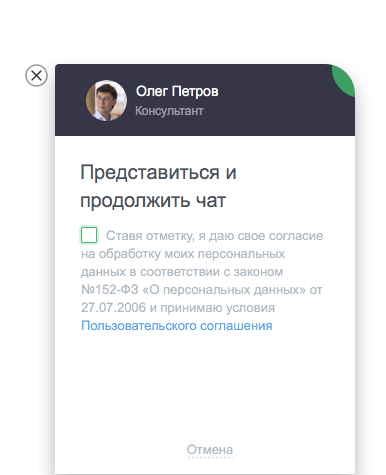 Олег Петров
Консультант
Представиться и
продолжить чат
Ставя отметку, я даю свое согласие
на обработку моих персональных
данных в соответствии с законом
№152-ФЗ «О персональных данных» от
27.07.2006 и принимаю условия
Пользовательского соглашения
Отмена